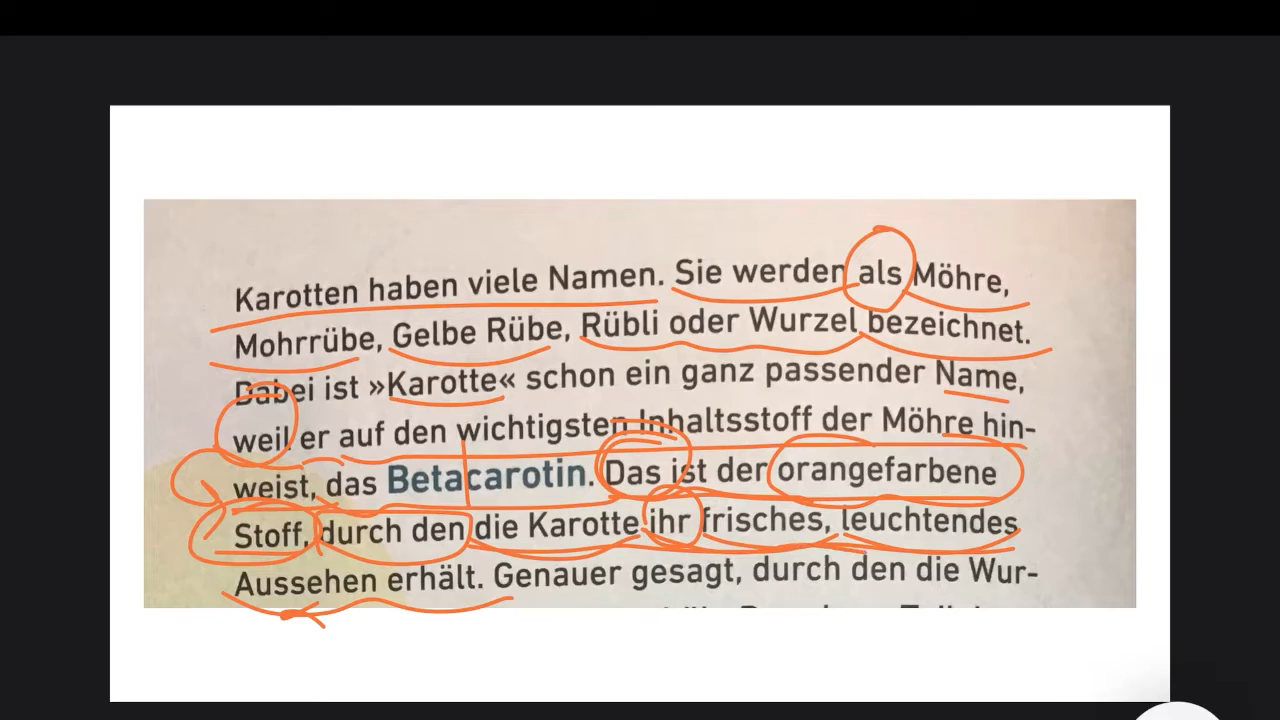 Karotten haben viele Namen. Sie werden als Möhre,
Mohrrübe, Gelbe Rübe, Rübli oder Wurzel bezeichnet.
Dabei ist »Karotte« schon ein ganz passender Name,
weil er auf den wichtigsten Inhaltsstoff der Möhre hin-
weist, das Betacarotin. Das ist der orangefarbene
Stoff, durch den die Karotte ihr frisches, leuchtendes
Aussehen erhält. Genauer gesagt, durch den die Wur-